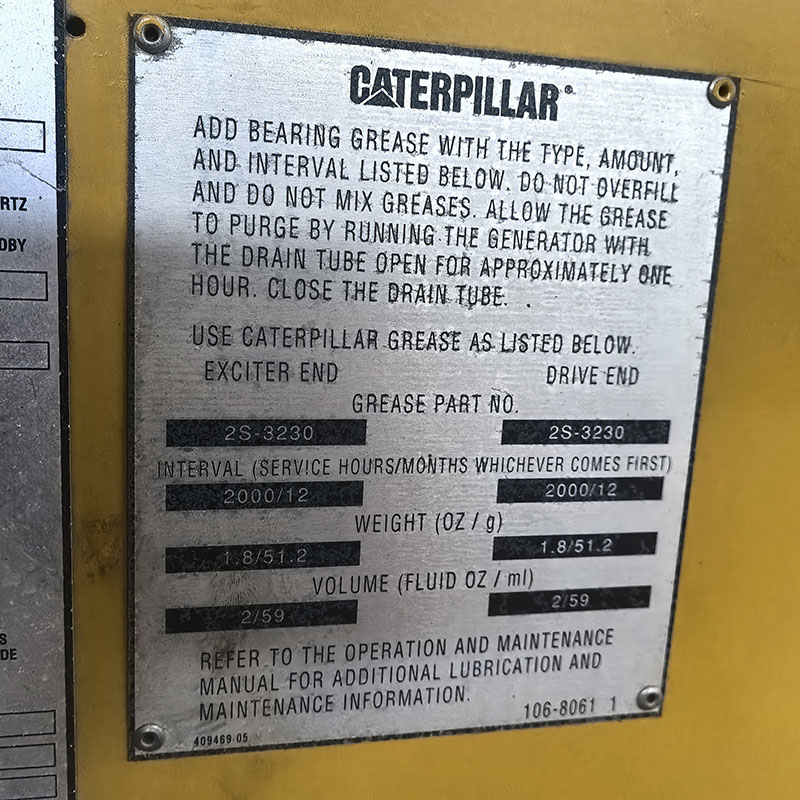 CATERPILLAR®
ADD BEARING GREASE WITH THE TYPE, AMOUNT,
AND INTERVAL LISTED BELOW. DO NOT OVERFILL
AND DO NOT MIX GREASES. ALLOW THE GREASE
TO PURGE BY RUNNING THE GENERATOR WITH
THE DRAIN TUBE OPEN FOR APPROXIMATELY ONE
HOUR. CLOSE THE DRAIN TUBE.
USE CATERPILLAR GREASE AS LISTED BELOW.
EXCITER END DRIVE END
GREASE PART NO.
2S-3230 2S-3230
INTERVAL (SERVICE HOURS/MONTHS WHICHEVER COMES FIRST)
2000/12 2000/12
WEIGHT (OZ / g)
1.8/51.2 1.8/51.2
VOLUME (FLUID OZ / ml)
2/59 2/59
REFER TO THE OPERATION AND MAINTENANCE
MANUAL FOR ADDITIONAL LUBRICATION AND
MAINTENANCE INFORMATION.
106-8061 1
409469-05